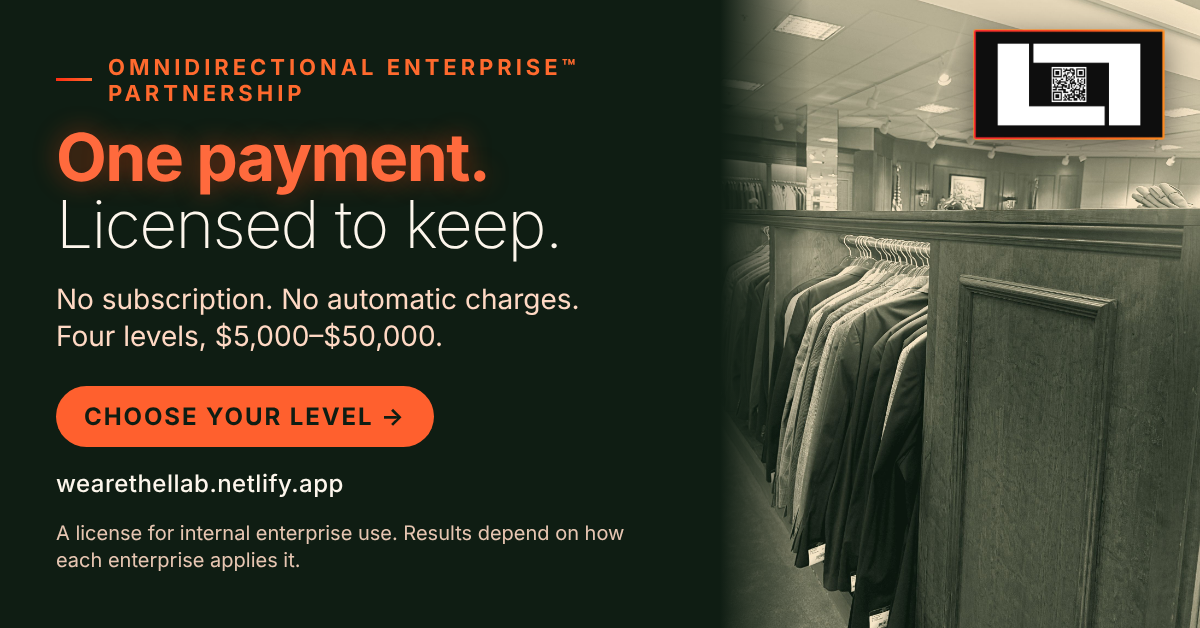 OMNIDIRECTIONAL ENTERPRISE™
PARTNERSHIP
One payment.
Licensed to keep.
No subscription. No automatic charges.
Four levels, $5,000–$50,000.
CHOOSE YOUR LEVEL →
wearethellab.netlify.app
A license for internal enterprise use. Results depend on how
each enterprise applies it.